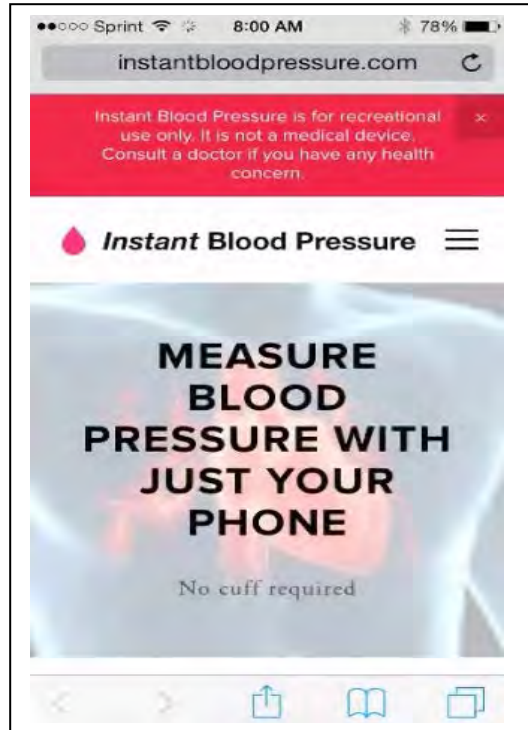 Sprint 8:00 AM 78%
instantbloodpressure.com
Instant Blood Pressure is for recreational
use only. It is not a medical device.
Consult a doctor if you have any health
concern.
×
Instant Blood Pressure
MEASURE
BLOOD
PRESSURE WITH
JUST YOUR
PHONE
No cuff required